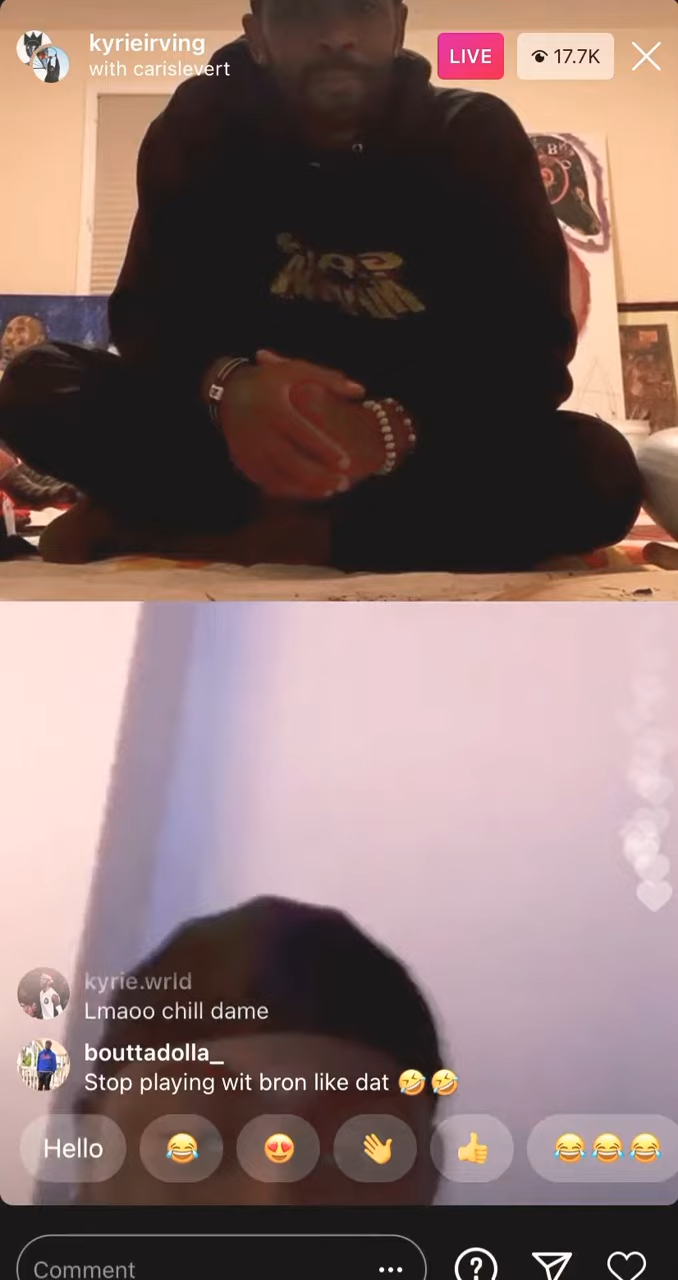 kyrieirving
with carislevert
LIVE
17.7K
kyrie.wrld
Lmaoo chill dame
bouttadolla_
Stop playing wit bron like dat 🤣🤣
Hello
😂
😍
👋
👍
😂😂😂
Comment